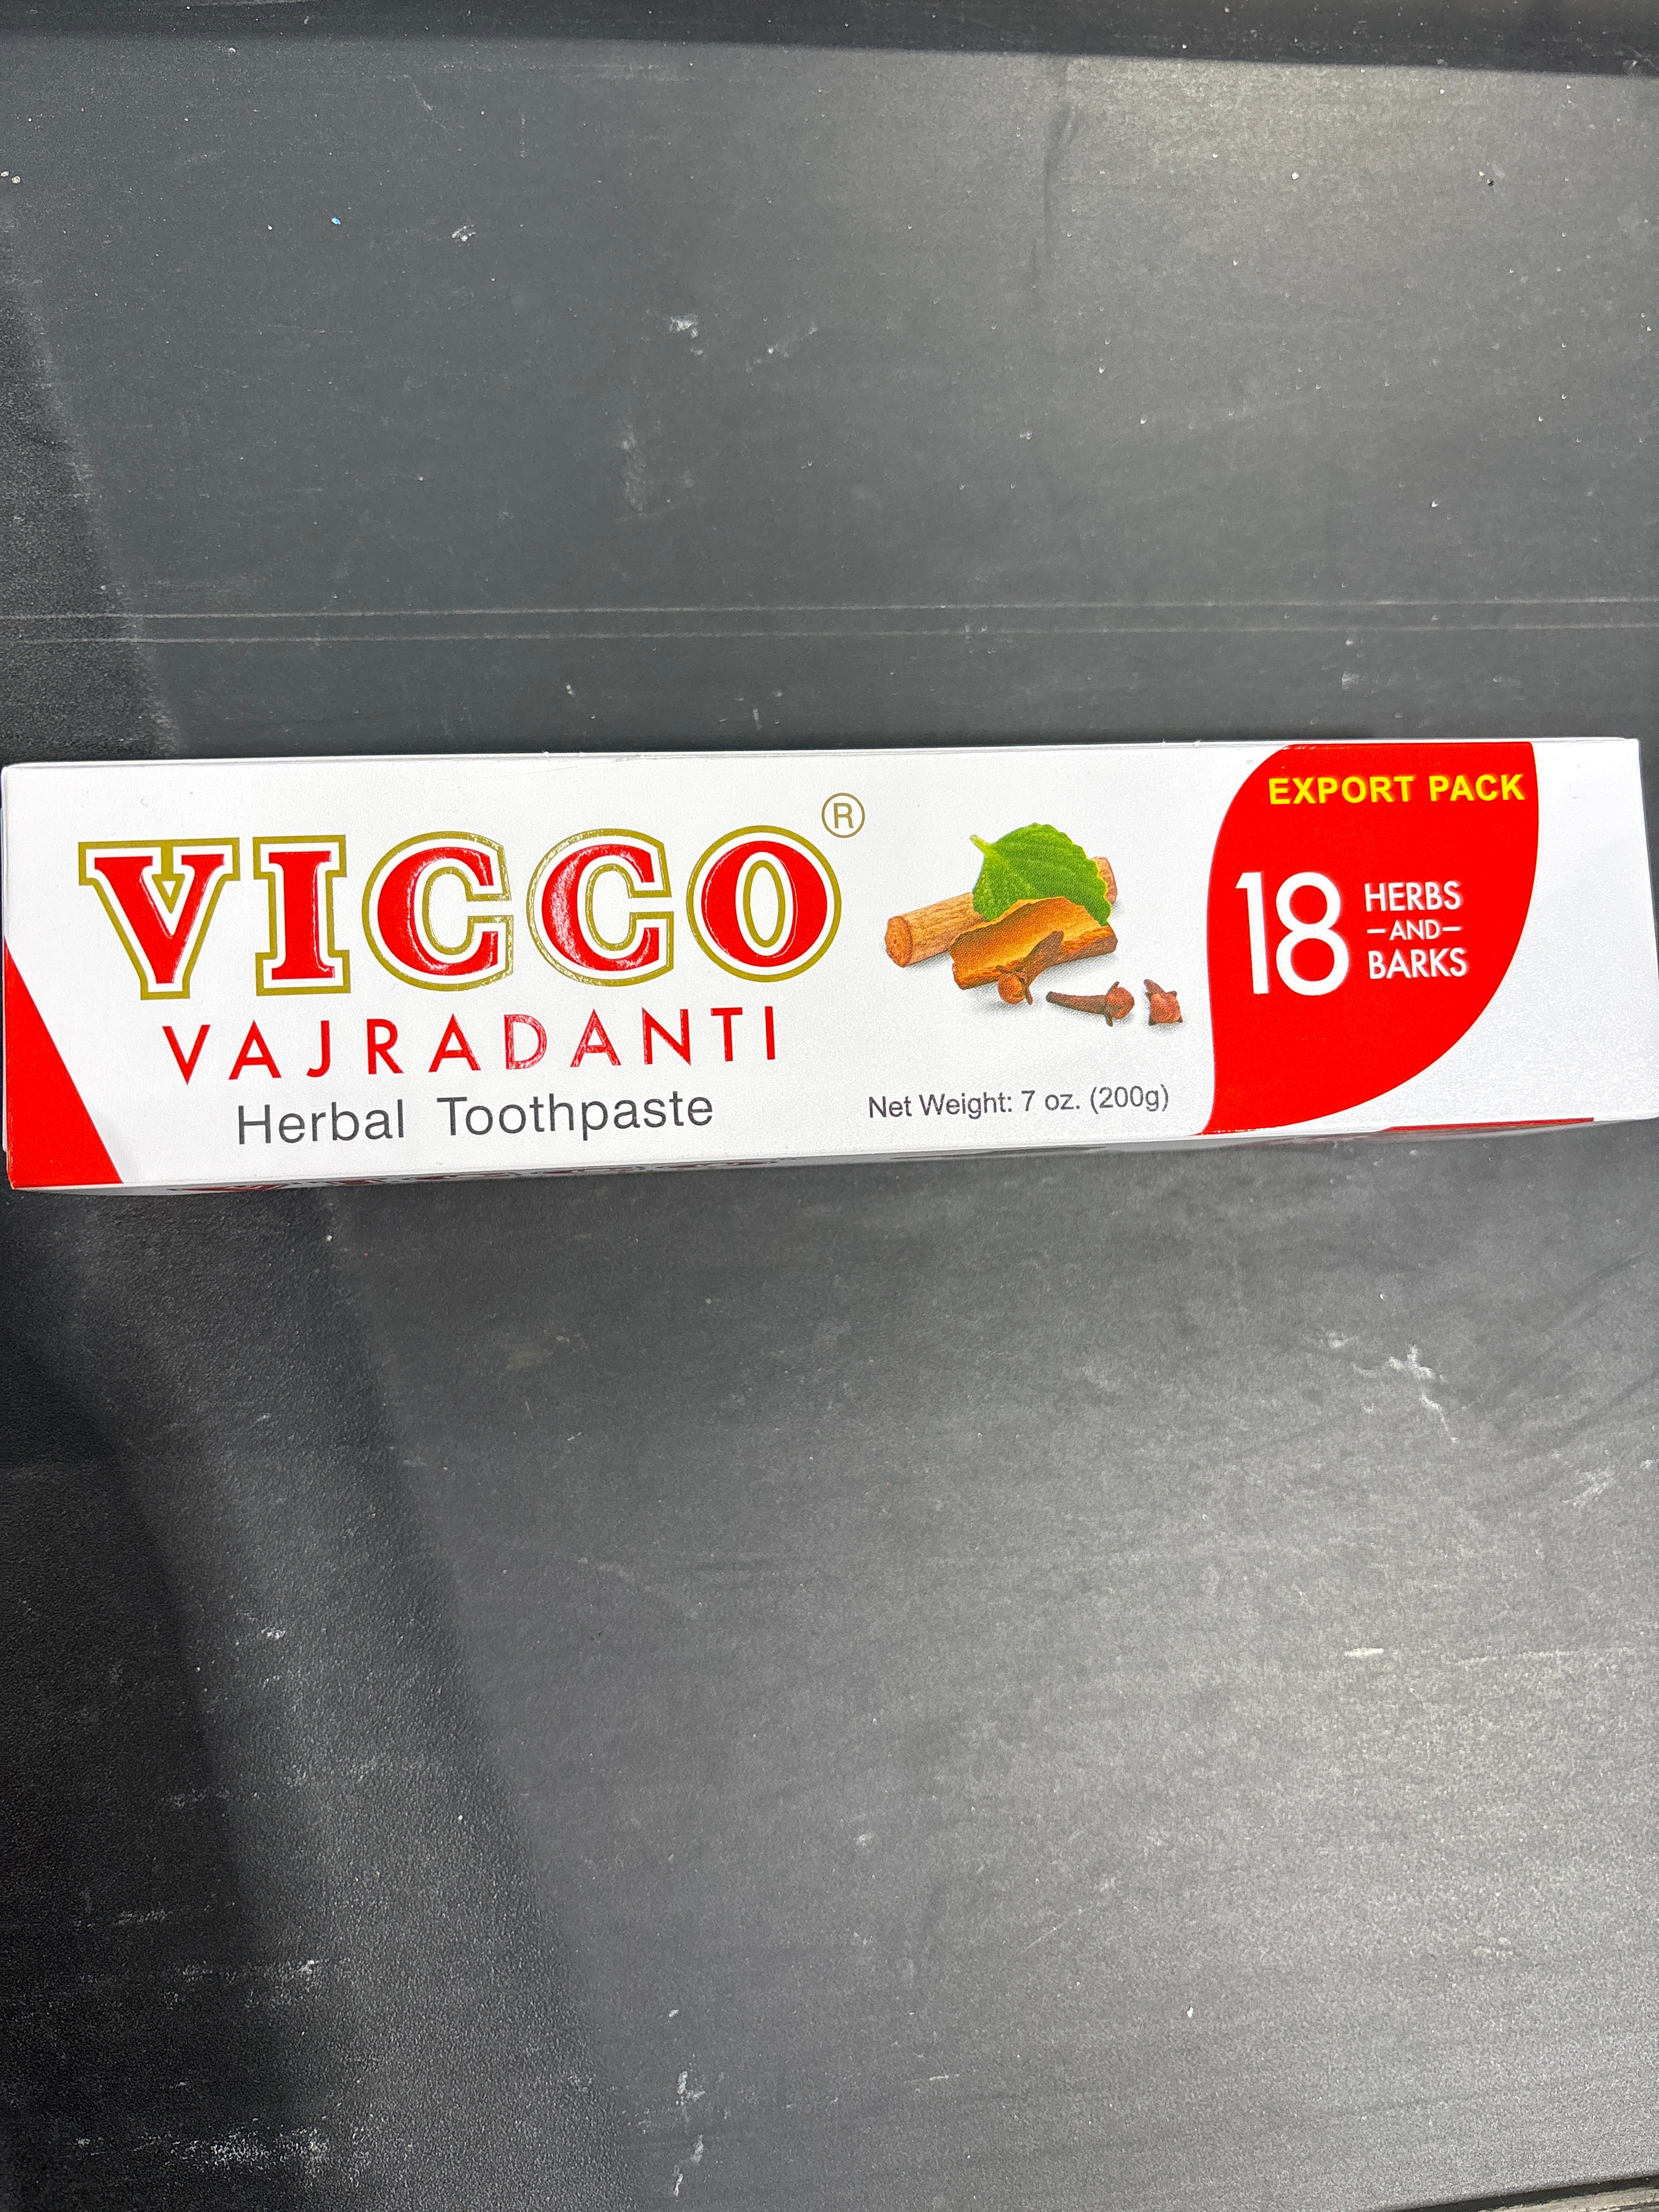 VICCO®
VAJRADANTI
Herbal Toothpaste
Net Weight: 7 oz. (200g)
EXPORT PACK
18 HERBS
-AND-
BARKS